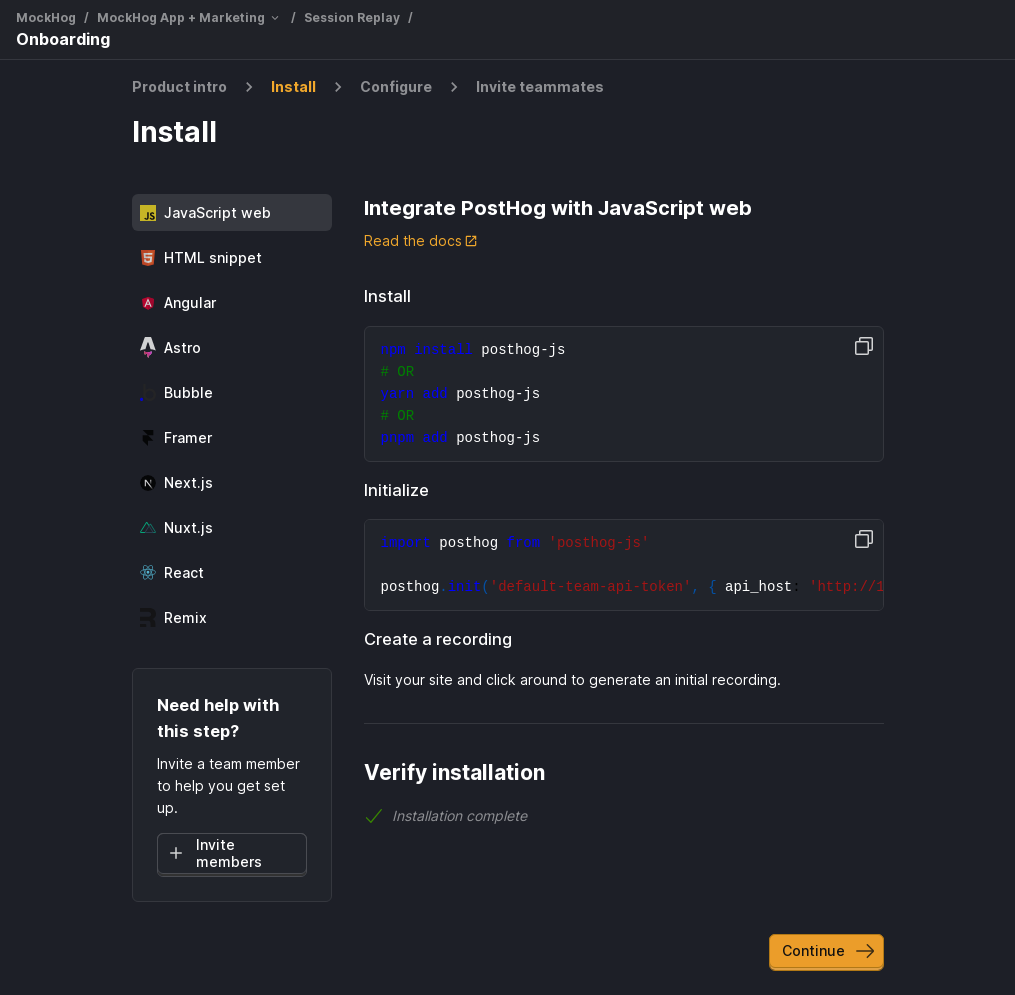 MockHog / MockHog App + Marketing / Session Replay /
Onboarding
Product intro > Install > Configure > Invite teammates
Install
JavaScript web
HTML snippet
Angular
Astro
Bubble
Framer
Next.js
Nuxt.js
React
Remix
Need help with
this step?
Invite a team member
to help you get set
up.
Invite
members
Integrate PostHog with JavaScript web
Read the docs
Install
npm install posthog-js
# OR
yarn add posthog-js
# OR
pnpm add posthog-js
Initialize
import posthog from 'posthog-js'
posthog.init('default-team-api-token', { api_host: 'http://1
Create a recording
Visit your site and click around to generate an initial recording.
Verify installation
Installation complete
Continue